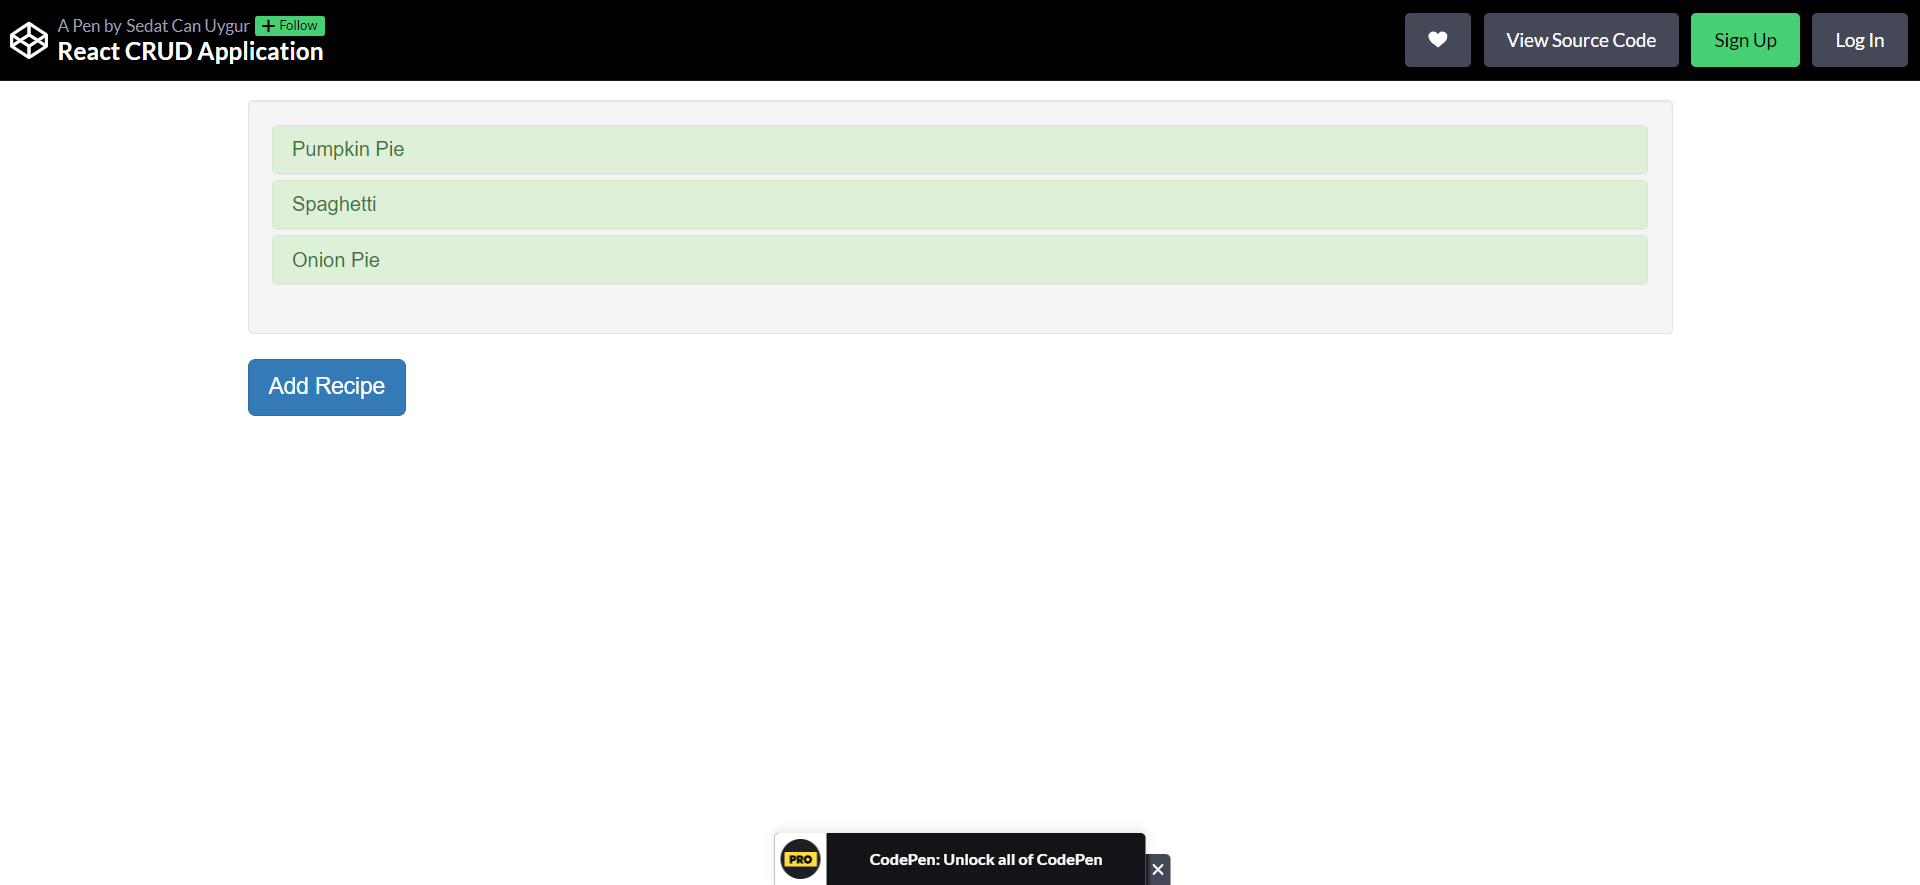 A Pen by Sedat Can Uygur + Follow
React CRUD Application
View Source Code
Sign Up
Log In
Pumpkin Pie
Spaghetti
Onion Pie
Add Recipe
PRO
CodePen: Unlock all of CodePen